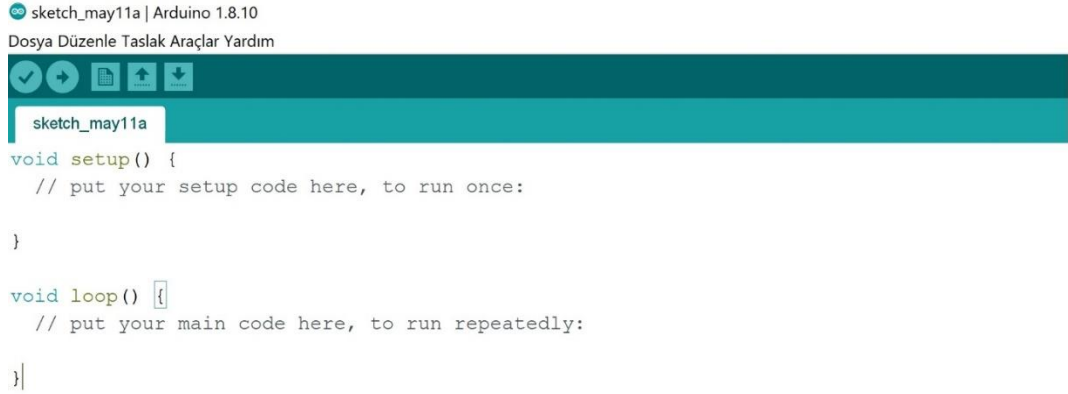 sketch_may11a | Arduino 1.8.10
Dosya Düzenle Taslak Araçlar Yardım
sketch_may11a
void setup() {
  // put your setup code here, to run once:
}
void loop() {
  // put your main code here, to run repeatedly:
}